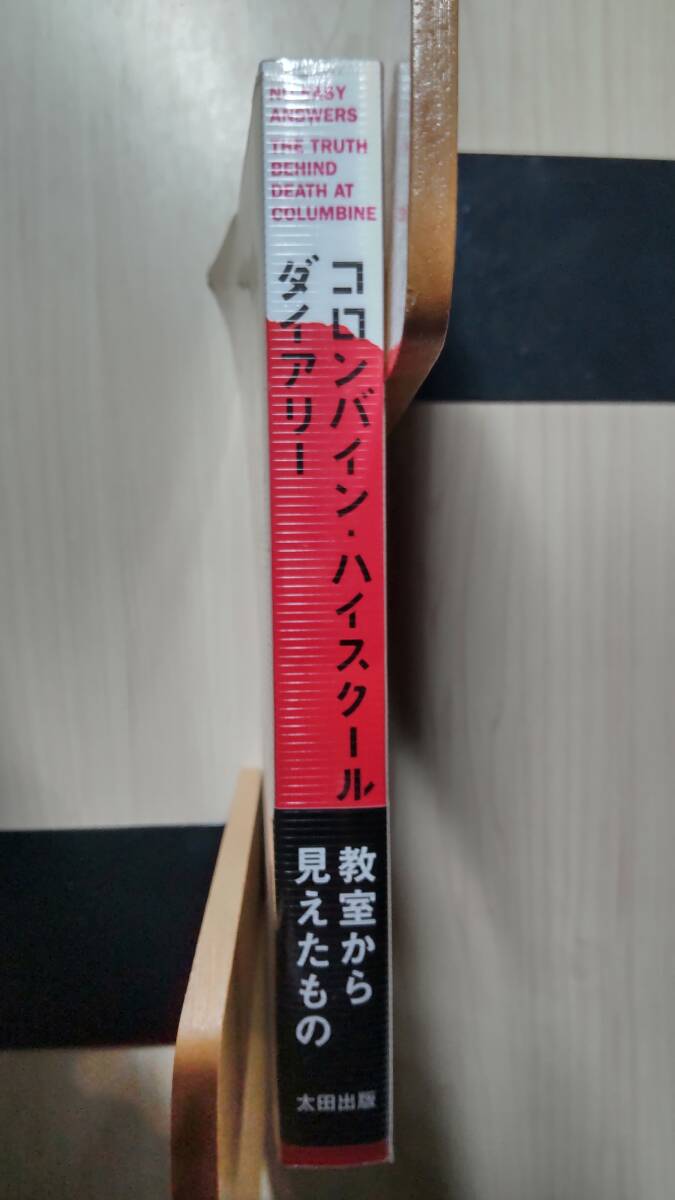 NO EASY
ANSWERS
THE TRUTH
BEHIND
DEATH AT
COLUMBINE
コロンバイン・ハイスクール
ダイアリー
教室から
見えたもの
太田出版